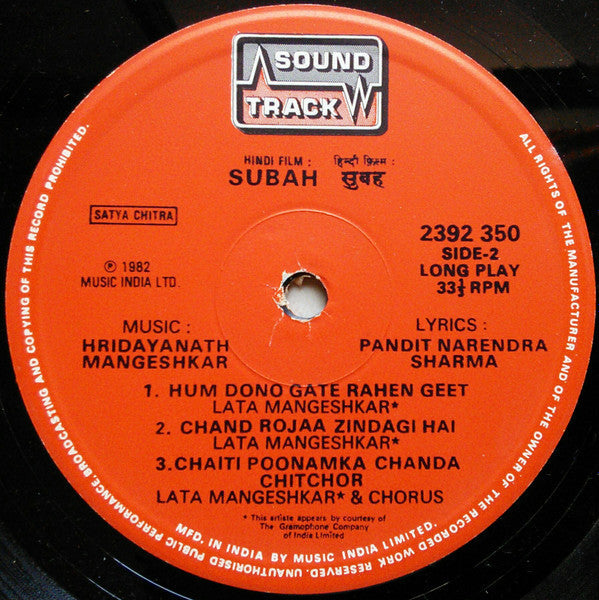 SOUND
TRACK
HINDI FILM : हिन्दी फ़िल्म :
SUBAH सुबह
SATYA CHITRA
℗ 1982
MUSIC INDIA LTD.
2392 350
SIDE-2
LONG PLAY
33⅓ RPM
MUSIC :
HRIDAYANATH
MANGESHKAR
LYRICS :
PANDIT NARENDRA
SHARMA
1. HUM DONO GATE RAHEN GEET
LATA MANGESHKAR*
2. CHAND ROJAA ZINDAGI HAI
LATA MANGESHKAR*
3.CHAITI POONAMKA CHANDA
CHITCHOR
LATA MANGESHKAR* & CHORUS
* This artiste appears by courtesy of
The Gramophone Company
of India Limited
MFD. IN INDIA BY MUSIC INDIA LIMITED.
ALL RIGHTS OF THE MANUFACTURER AND OF THE OWNER OF THE RECORDED WORK RESERVED. UNAUTHORISED PUBLIC PERFORMANCE, BROADCASTING AND COPYING OF THIS RECORD PROHIBITED.